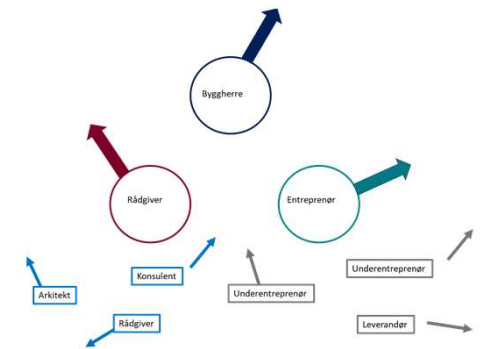 Byggherre
Rådgiver
Entreprenør
Konsulent
Underentreprenør
Arkitekt
Underentreprenør
Rådgiver
Leverandør